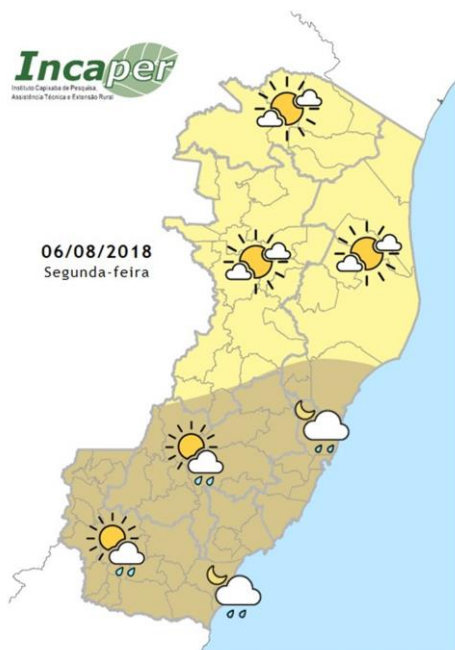 Incaper
Instituto Capixaba de Pesquisa,
Assistência Técnica e Extensão Rural
06/08/2018
Segunda-feira